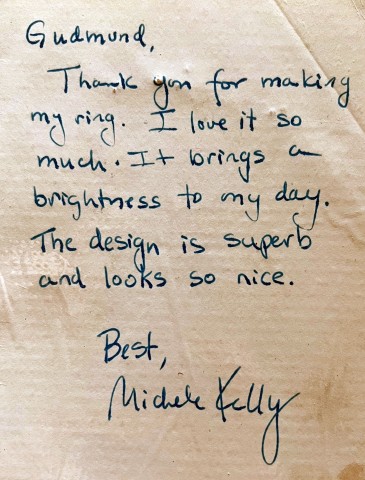 Gudmund,
Thank you for making
my ring. I love it so
much. It brings a
brightness to my day.
The design is superb
and looks so nice.
Best,
Michele Kelly